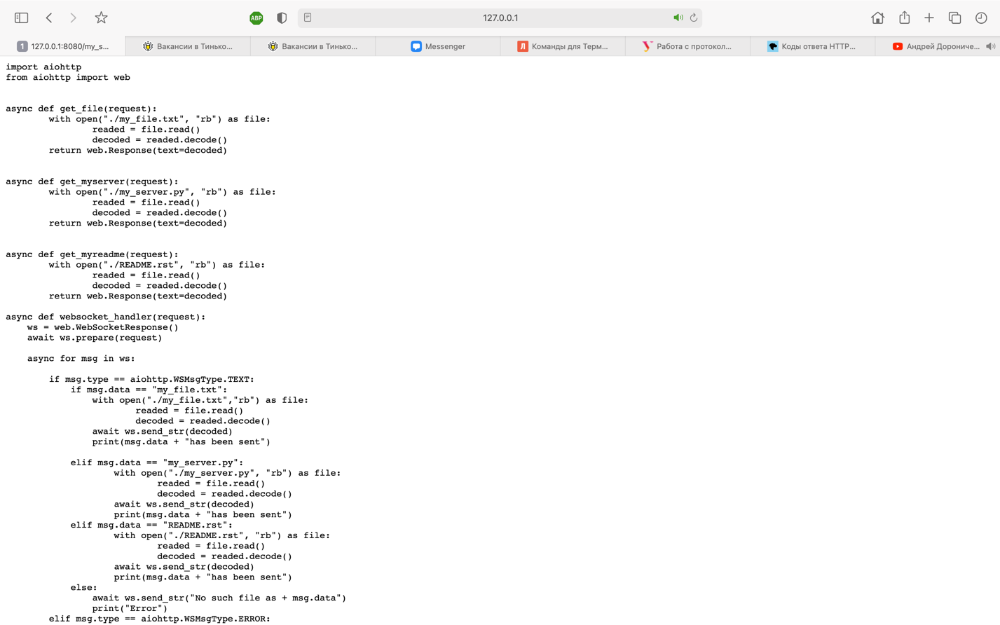 ABP
127.0.0.1
1 127.0.0.1:8080/my_s...
Вакансии в Тинько...
Вакансии в Тинько...
Messenger
Л Команды для Терм...
Работа с протокол...
Коды ответа HTTP...
Андрей Дорониче...
import aiohttp
from aiohttp import web
async def get_file(request):
with open("./my_file.txt", "rb") as file:
readed = file.read()
decoded = readed.decode()
return web.Response(text=decoded)
async def get_myserver(request):
with open("./my_server.py", "rb") as file:
readed = file.read()
decoded = readed.decode()
return web.Response(text=decoded)
async def get_myreadme(request):
with open("./README.rst", "rb") as file:
readed = file.read()
decoded = readed.decode()
return web.Response(text=decoded)
async def websocket_handler(request):
ws = web.WebSocketResponse()
await ws.prepare(request)
async for msg in ws:
if msg.type == aiohttp.WSMsgType.TEXT:
if msg.data == "my_file.txt":
with open("./my_file.txt","rb") as file:
readed = file.read()
decoded = readed.decode()
await ws.send_str(decoded)
print(msg.data + "has been sent")
elif msg.data == "my_server.py":
with open("./my_server.py", "rb") as file:
readed = file.read()
decoded = readed.decode()
await ws.send_str(decoded)
print(msg.data + "has been sent")
elif msg.data == "README.rst":
with open("./README.rst", "rb") as file:
readed = file.read()
decoded = readed.decode()
await ws.send_str(decoded)
print(msg.data + "has been sent")
else:
await ws.send_str("No such file as + msg.data")
print("Error")
elif msg.type == aiohttp.WSMsgType.ERROR: